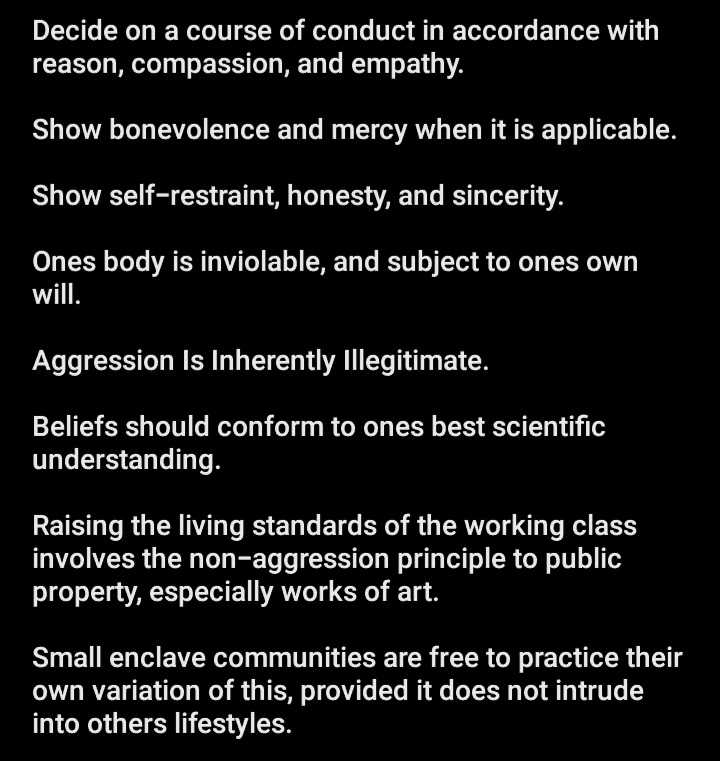 Decide on a course of conduct in accordance with
reason, compassion, and empathy.
Show bonevolence and mercy when it is applicable.
Show self-restraint, honesty, and sincerity.
Ones body is inviolable, and subject to ones own
will.
Aggression Is Inherently Illegitimate.
Beliefs should conform to ones best scientific
understanding.
Raising the living standards of the working class
involves the non-aggression principle to public
property, especially works of art.
Small enclave communities are free to practice their
own variation of this, provided it does not intrude
into others lifestyles.